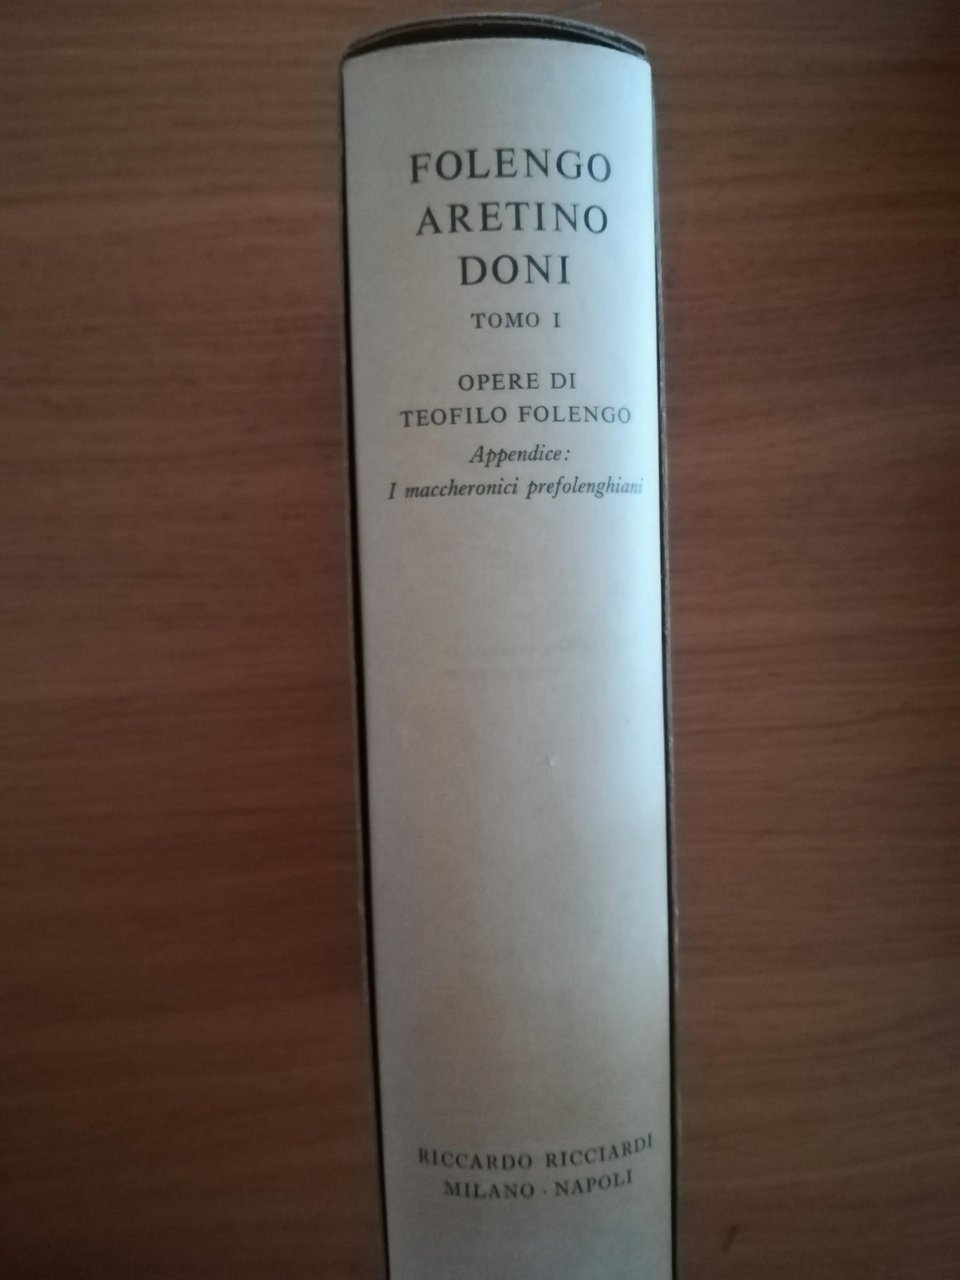 FOLENGO
ARETINO
DONI
TOMO I
OPERE DI
TEOFILO FOLENGO
Appendice:
I maccheronici prefolenghiani
RICCARDO RICCIARDI
MILANO · NAPOLI